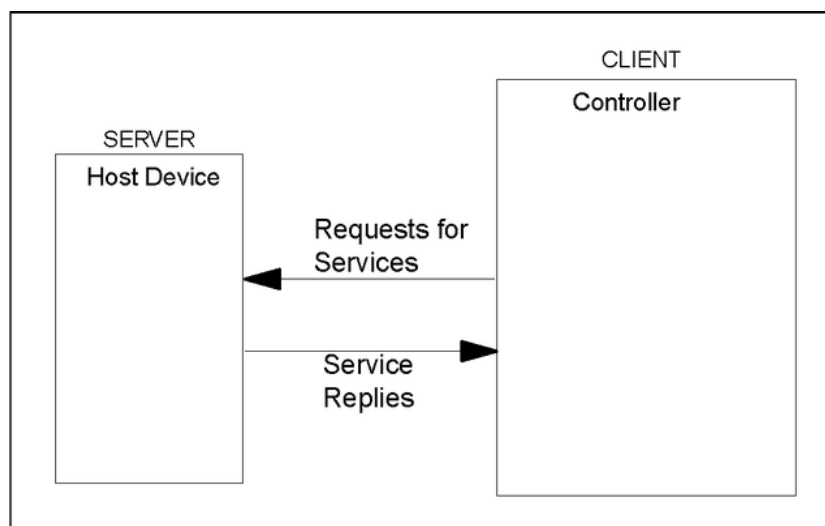 CLIENT
Controller
SERVER
Host Device
Requests for
Services
Service
Replies